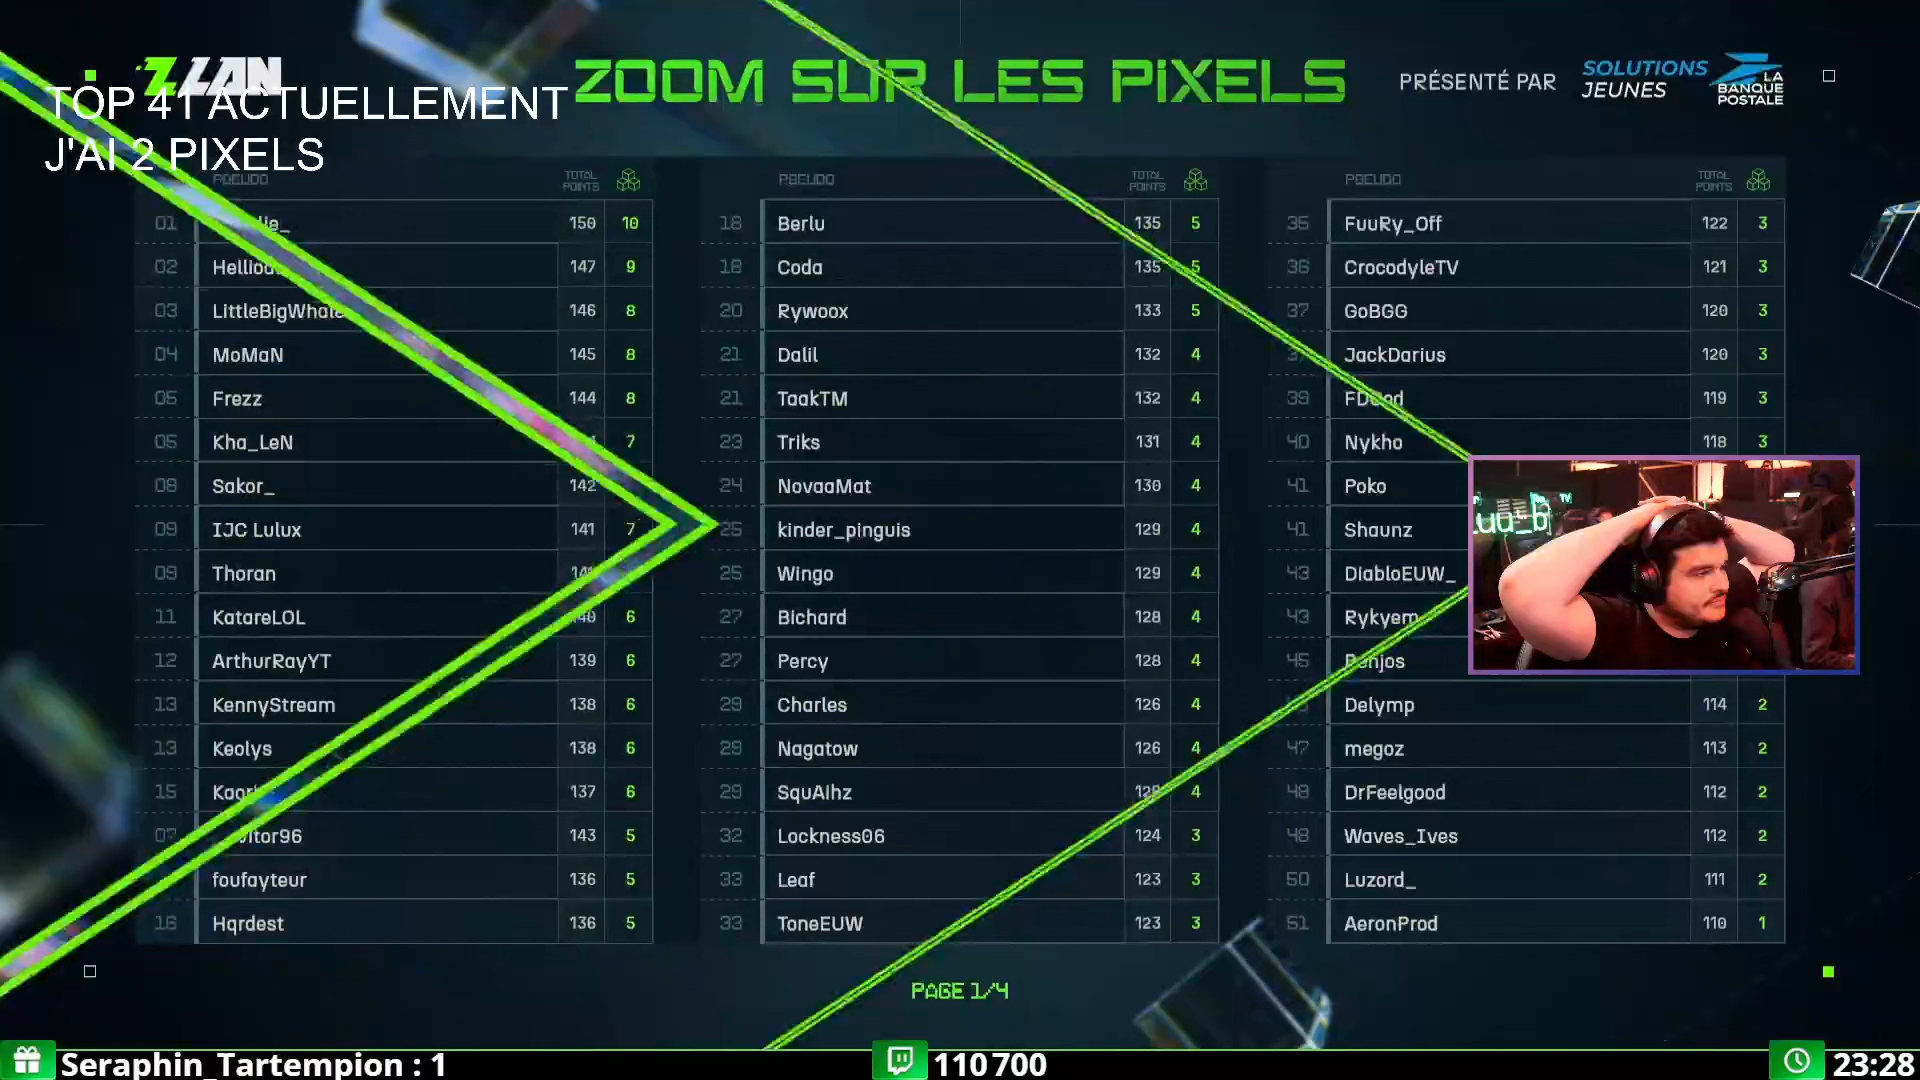 ZLAN
ZOOM SUR LES PIXELS
PRÉSENTÉ PAR
SOLUTIONS
JEUNES
LA
BANQUE
POSTALE
TOP 41 ACTUELLEMENT
J'AI 2 PIXELS
PSEUDO TOTAL POINTS
01 150 10
02 147 9
03 LittleBigWhale 146 8
04 MoMaN 145 8
05 Frezz 144 8
05 Kha_LeN 7
08 Sakor_ 142
09 IJC Lulux 141 7
09 Thoran
11 KatareLOL 6
12 ArthurRayYT 139 6
13 KennyStream 138 6
13 Keolys 138 6
15 137 6
07 143 5
foufayteur 136 5
16 Hqrdest 136 5
PSEUDO TOTAL POINTS
18 Berlu 135 5
18 Coda 135 5
20 Rywoox 133 5
21 Dalil 132 4
21 TaakTM 132 4
23 Triks 131 4
24 NovaaMat 130 4
25 kinder_pinguis 129 4
25 Wingo 129 4
27 Bichard 128 4
27 Percy 128 4
29 Charles 126 4
29 Nagatow 126 4
29 SquAlhz 4
32 Lockness06 124 3
33 Leaf 123 3
33 ToneEUW 123 3
PSEUDO TOTAL POINTS
35 FuuRy_Off 122 3
36 CrocodyleTV 121 3
37 GoBGG 120 3
37 JackDarius 120 3
39 119 3
40 Nykho 118 3
41 Poko
41 Shaunz
43 DiabloEUW_
43 Rykyem
45
Delymp 114 2
47 megoz 113 2
48 DrFeelgood 112 2
48 Waves_Ives 112 2
50 Luzord_ 111 2
51 AeronProd 110 1
PAGE 1/4
Seraphin_Tartempion : 1
110 700
23:28